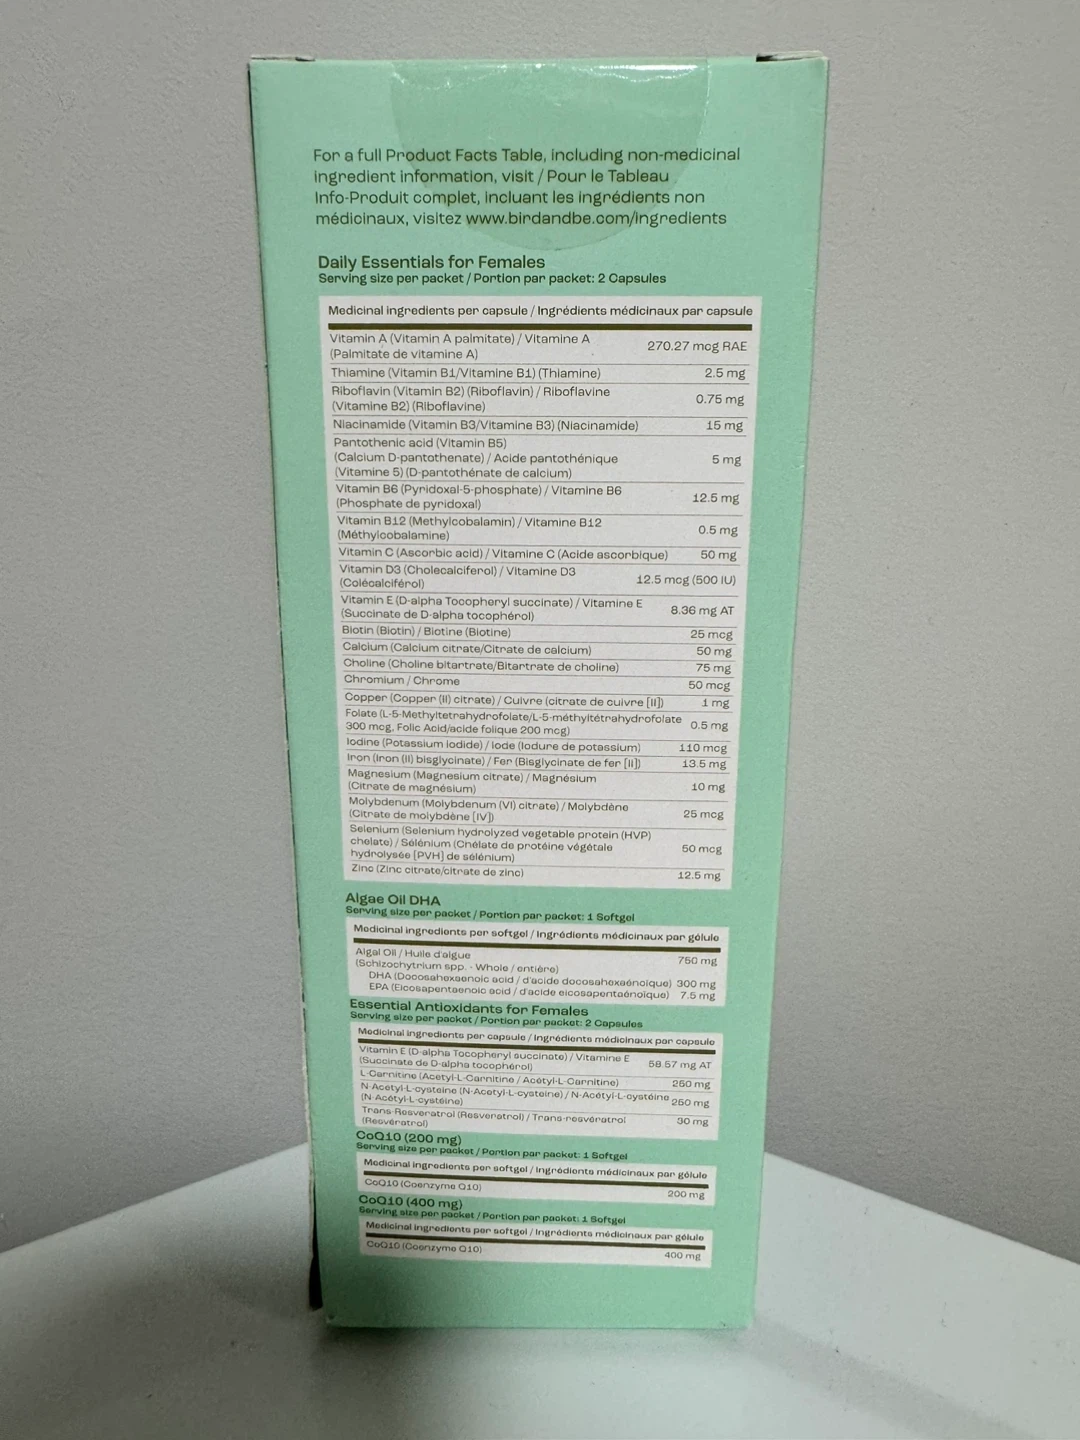 For a full Product Facts Table, including non-medicinal
ingredient information, visit / Pour le Tableau
Info-Produit complet, incluant les ingrédients non
médicinaux, visitez www.birdandbe.com/ingredients
Daily Essentials for Females
Serving size per packet / Portion par packet: 2 Capsules
Medicinal ingredients per capsule / Ingrédients médicinaux par capsule
Vitamin A (Vitamin A palmitate) / Vitamine A
(Palmitate de vitamine A) 270.27 mcg RAE
Thiamine (Vitamin B1/Vitamine B1) (Thiamine) 2.5 mg
Riboflavin (Vitamin B2) (Riboflavin) / Riboflavine
(Vitamine B2) (Riboflavine) 0.75 mg
Niacinamide (Vitamin B3/Vitamine B3) (Niacinamide) 15 mg
Pantothenic acid (Vitamin B5)
(Calcium D-pantothenate) / Acide pantothénique 5 mg
(Vitamine 5) (D-pantothénate de calcium)
Vitamin B6 (Pyridoxal-5-phosphate) / Vitamine B6
(Phosphate de pyridoxal) 12.5 mg
Vitamin B12 (Methylcobalamin) / Vitamine B12
(Méthylcobalamine) 0.5 mg
Vitamin C (Ascorbic acid) / Vitamine C (Acide ascorbique) 50 mg
Vitamin D3 (Cholecalciferol) / Vitamine D3
(Colécalciférol) 12.5 mcg (500 IU)
Vitamin E (D-alpha Tocopheryl succinate) / Vitamine E
(Succinate de D-alpha tocophérol) 8.36 mg AT
Biotin (Biotin) / Biotine (Biotine) 25 mcg
Calcium (Calcium citrate/Citrate de calcium) 50 mg
Choline (Choline bitartrate/Bitartrate de choline) 75 mg
Chromium / Chrome 50 mcg
Copper (Copper (II) citrate) / Cuivre (citrate de cuivre [II]) 1 mg
Folate (L-5-Methyltetrahydrofolate/L-5-méthyltétrahydrofolate
300 mcg, Folic Acid/acide folique 200 mcg) 0.5 mg
Iodine (Potassium iodide) / Iode (Iodure de potassium) 110 mcg
Iron (Iron (II) bisglycinate) / Fer (Bisglycinate de fer [II]) 13.5 mg
Magnesium (Magnesium citrate) / Magnésium
(Citrate de magnésium) 10 mg
Molybdenum (Molybdenum (VI) citrate) / Molybdène
(Citrate de molybdène [IV]) 25 mcg
Selenium (Selenium hydrolyzed vegetable protein (HVP)
chelate) / Sélénium (Chélate de protéine végétale 50 mcg
hydrolysée [PVH] de sélénium)
Zinc (Zinc citrate/citrate de zinc) 12.5 mg
Algae Oil DHA
Serving size per packet / Portion par packet: 1 Softgel
Medicinal ingredients per softgel / Ingrédients médicinaux par gélule
Algal Oil / Huile d'algue 750 mg
(Schizochytrium spp. - Whole / entière)
DHA (Docosahexaenoic acid / d'acide docosahexaénoïque) 300 mg
EPA (Eicosapentaenoic acid / d'acide eicosapentaénoïque) 7.5 mg
Essential Antioxidants for Females
Serving size per packet / Portion par packet: 2 Capsules
Medicinal ingredients per capsule / Ingrédients médicinaux par capsule
Vitamin E (D-alpha Tocopheryl succinate) / Vitamine E
(Succinate de D-alpha tocophérol) 58.57 mg AT
L-Carnitine (Acetyl-L-Carnitine / Acétyl-L-Carnitine) 250 mg
N-Acetyl-L-cysteine (N-Acetyl-L-cysteine) / N-Acétyl-L-cystéine
(N-Acétyl-L-cystéine) 250 mg
Trans-Resveratrol (Resveratrol) / Trans-resvératrol
(Resvératrol) 30 mg
CoQ10 (200 mg)
Serving size per packet / Portion par packet: 1 Softgel
Medicinal ingredients per softgel / Ingrédients médicinaux par gélule
CoQ10 (Coenzyme Q10) 200 mg
CoQ10 (400 mg)
Serving size per packet / Portion par packet: 1 Softgel
Medicinal ingredients per softgel / Ingrédients médicinaux par gélule
CoQ10 (Coenzyme Q10) 400 mg